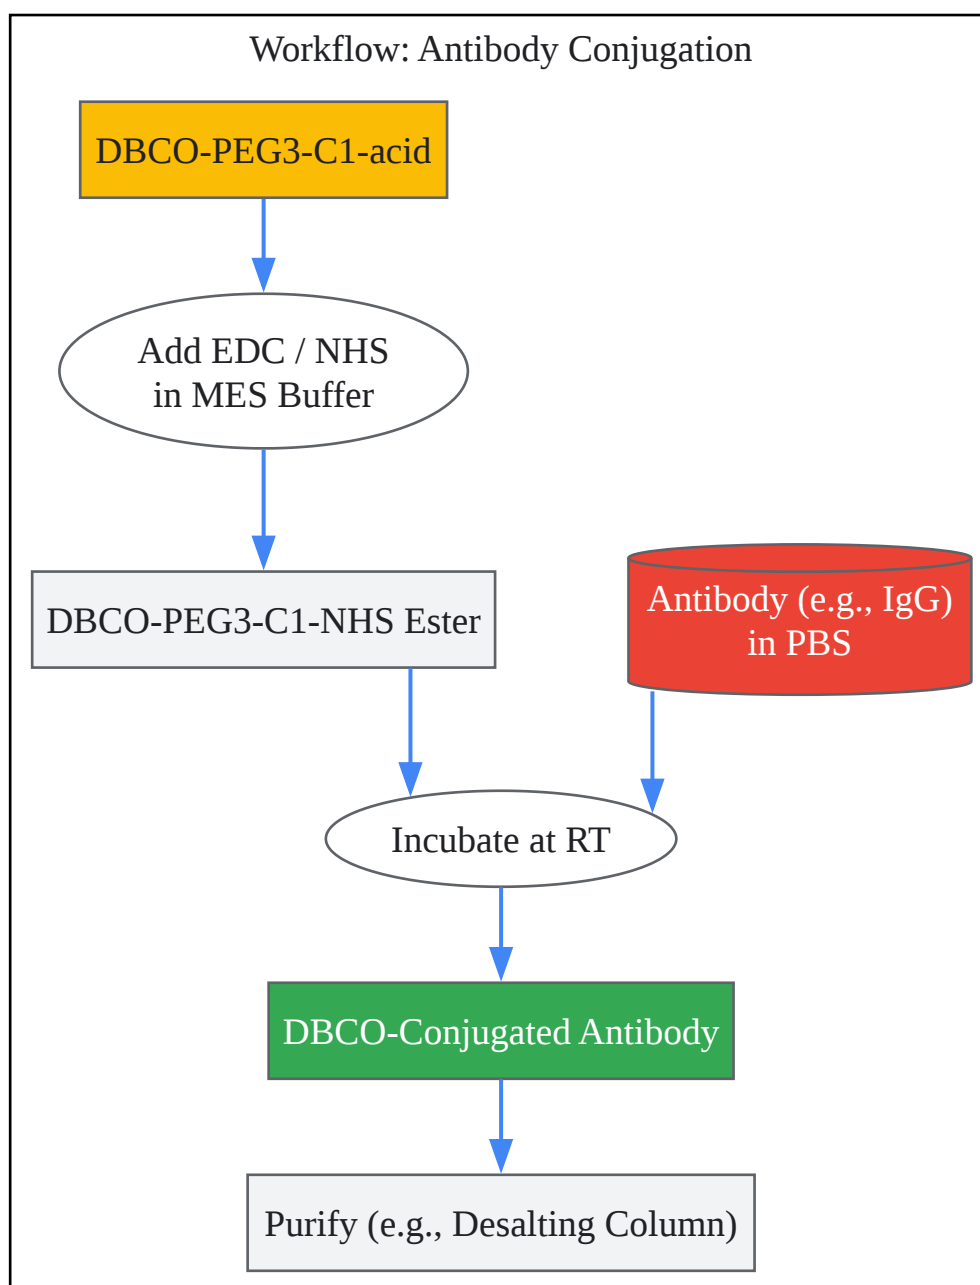 Workflow: Antibody Conjugation
DBCO-PEG3-C1-acid
Add EDC / NHS
in MES Buffer
DBCO-PEG3-C1-NHS Ester
Antibody (e.g., IgG)
in PBS
Incubate at RT
DBCO-Conjugated Antibody
Purify (e.g., Desalting Column)